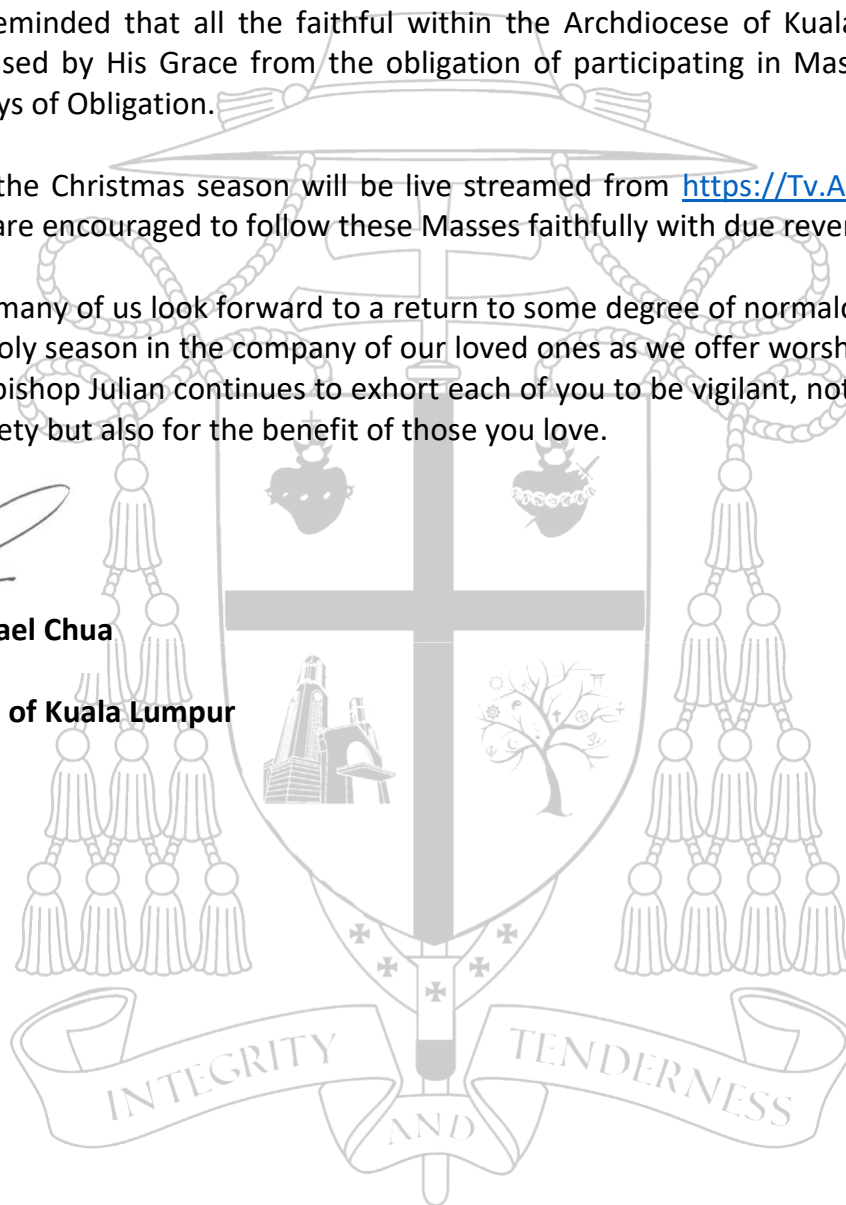 eminded that all the faithful within the Archdiocese of Kuala
sed by His Grace from the obligation of participating in Mas
ys of Obligation.
the Christmas season will be live streamed from https://Tv.A
are encouraged to follow these Masses faithfully with due rever
many of us look forward to a return to some degree of normalc
oly season in the company of our loved ones as we offer worsh
bishop Julian continues to exhort each of you to be vigilant, not
ety but also for the benefit of those you love.
ael Chua
of Kuala Lumpur
INTEGRITY AND TENDERNESS